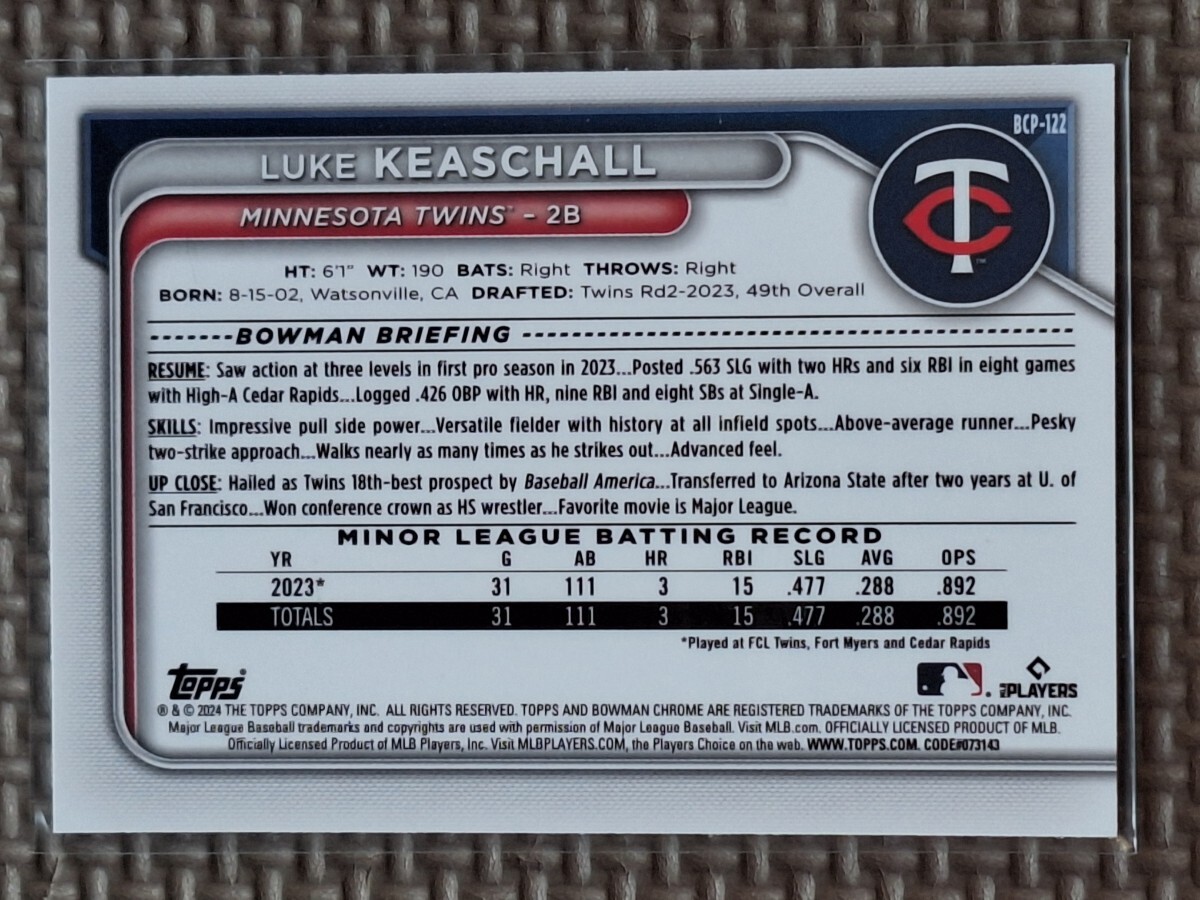 BCP-122
LUKE KEASCHALL
MINNESOTA TWINS™ - 2B
TC™
HT: 6'1" WT: 190 BATS: Right THROWS: Right
BORN: 8-15-02, Watsonville, CA DRAFTED: Twins Rd2-2023, 49th Overall
-------BOWMAN BRIEFING -------
RESUME: Saw action at three levels in first pro season in 2023...Posted .563 SLG with two HRs and six RBI in eight games
with High-A Cedar Rapids...Logged .426 OBP with HR, nine RBI and eight SBs at Single-A.
SKILLS: Impressive pull side power...Versatile fielder with history at all infield spots...Above-average runner...Pesky
two-strike approach...Walks nearly as many times as he strikes out...Advanced feel.
UP CLOSE: Hailed as Twins 18th-best prospect by Baseball America...Transferred to Arizona State after two years at U. of
San Francisco...Won conference crown as HS wrestler...Favorite movie is Major League.
MINOR LEAGUE BATTING RECORD
YR G AB HR RBI SLG AVG OPS
2023* 31 111 3 15 .477 .288 .892
TOTALS 31 111 3 15 .477 .288 .892
*Played at FCL Twins, Fort Myers and Cedar Rapids
Topps®
PLAYERS
® & © 2024 THE TOPPS COMPANY, INC. ALL RIGHTS RESERVED. TOPPS AND BOWMAN CHROME ARE REGISTERED TRADEMARKS OF THE TOPPS COMPANY, INC.
Major League Baseball trademarks and copyrights are used with permission of Major League Baseball. Visit MLB.com. OFFICIALLY LICENSED PRODUCT OF MLB.
Officially Licensed Product of MLB Players, Inc. Visit MLBPLAYERS.COM, the Players Choice on the web. WWW.TOPPS.COM. CODE#073143